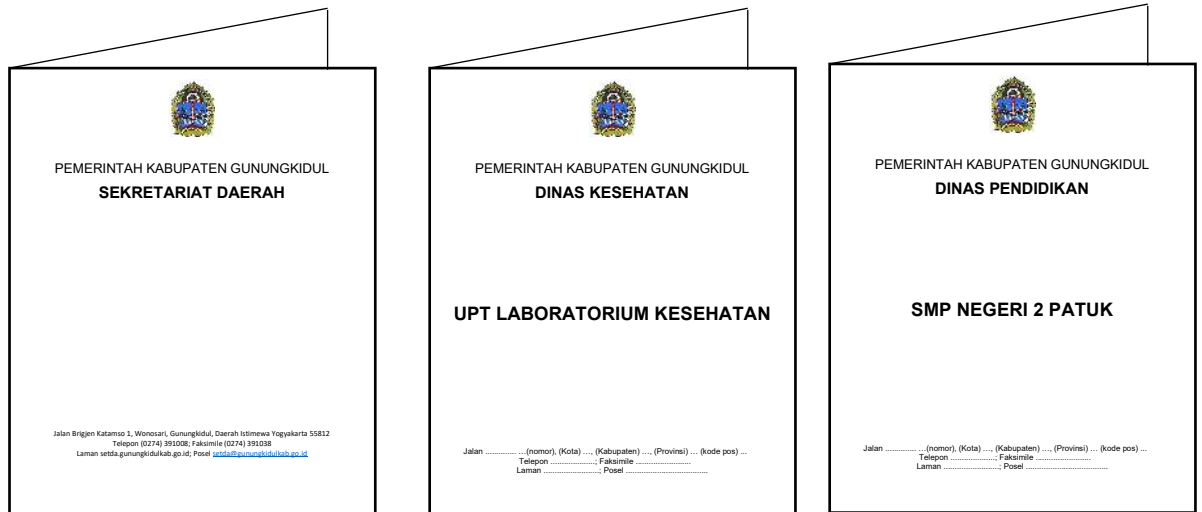 PEMERINTAH KABUPATEN GUNUNGKIDUL
SEKRETARIAT DAERAH
Jalan Brigjen Katamso 1, Wonosari, Gunungkidul, Daerah Istimewa Yogyakarta 55812
Telepon (0274) 391008; Faksimile (0274) 391038
Laman setda.gunungkidulkab.go.id; Posel setda@gunungkidulkab.go.id
PEMERINTAH KABUPATEN GUNUNGKIDUL
DINAS KESEHATAN
UPT LABORATORIUM KESEHATAN
Jalan .............. …(nomor), (Kota) …, (Kabupaten) …, (Provinsi) … (kode pos) ...
Telepon ......................; Faksimile ...........................
Laman ...........................; Posel ........................................
PEMERINTAH KABUPATEN GUNUNGKIDUL
DINAS PENDIDIKAN
SMP NEGERI 2 PATUK
Jalan .............. …(nomor), (Kota) …, (Kabupaten) …, (Provinsi) … (kode pos) ...
Telepon ......................; Faksimile ...........................
Laman ...........................; Posel ........................................